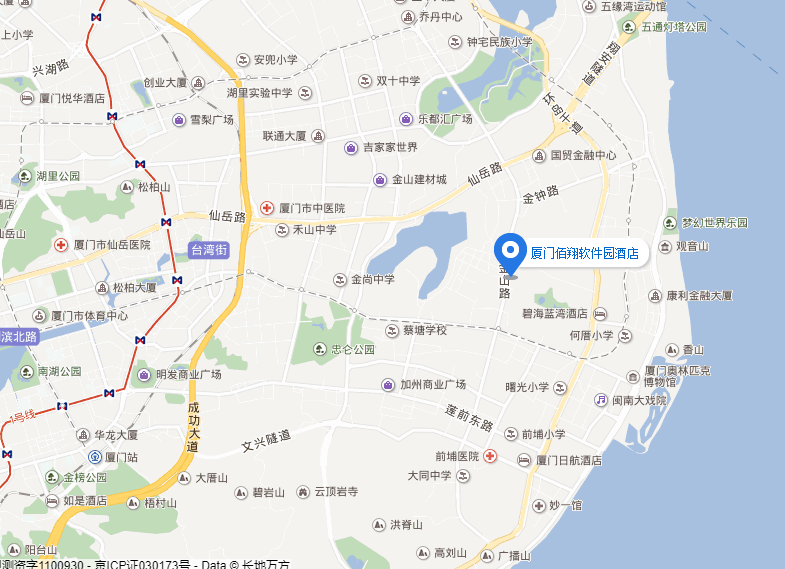 五缘湾运动馆
乔丹中心
五通灯塔公园
上小学
钟宅民族小学
翔安隧道
安兜小学
兴湖路
创业大厦
双十中学
湖里实验中学
厦门悦华酒店
环岛干道
雪梨广场
乐都汇广场
联通大厦
吉家家世界
国贸金融中心
湖里公园
仙岳路
金山建材城
松柏山
金钟路
酒店
厦门市中医院
仙岳路
梦幻世界乐园
禾山中学
仙岳山
厦门市仙岳医院
台湾街
观音山
厦门佰翔软件园酒店
金山路
金尚中学
松柏大厦
康利金融大厦
碧海蓝湾酒店
厦门市体育中心
蔡塘学校
何厝小学
滨北路
忠仑公园
香山
南湖公园
明发商业广场
厦门奥林匹克
博物馆
加州商业广场
曙光小学
闽南大戏院
1号线
成功大道
莲前东路
华龙大厦
文兴隧道
前埔小学
厦门站
前埔医院
厦门日航酒店
金榜公园
大厝山
大同中学
碧岩山
云顶岩寺
如是酒店
梧村山
妙一馆
洪脊山
阳台山
高刘山
广播山
测资字1100930 - 京ICP证030173号 - Data © 长地万方